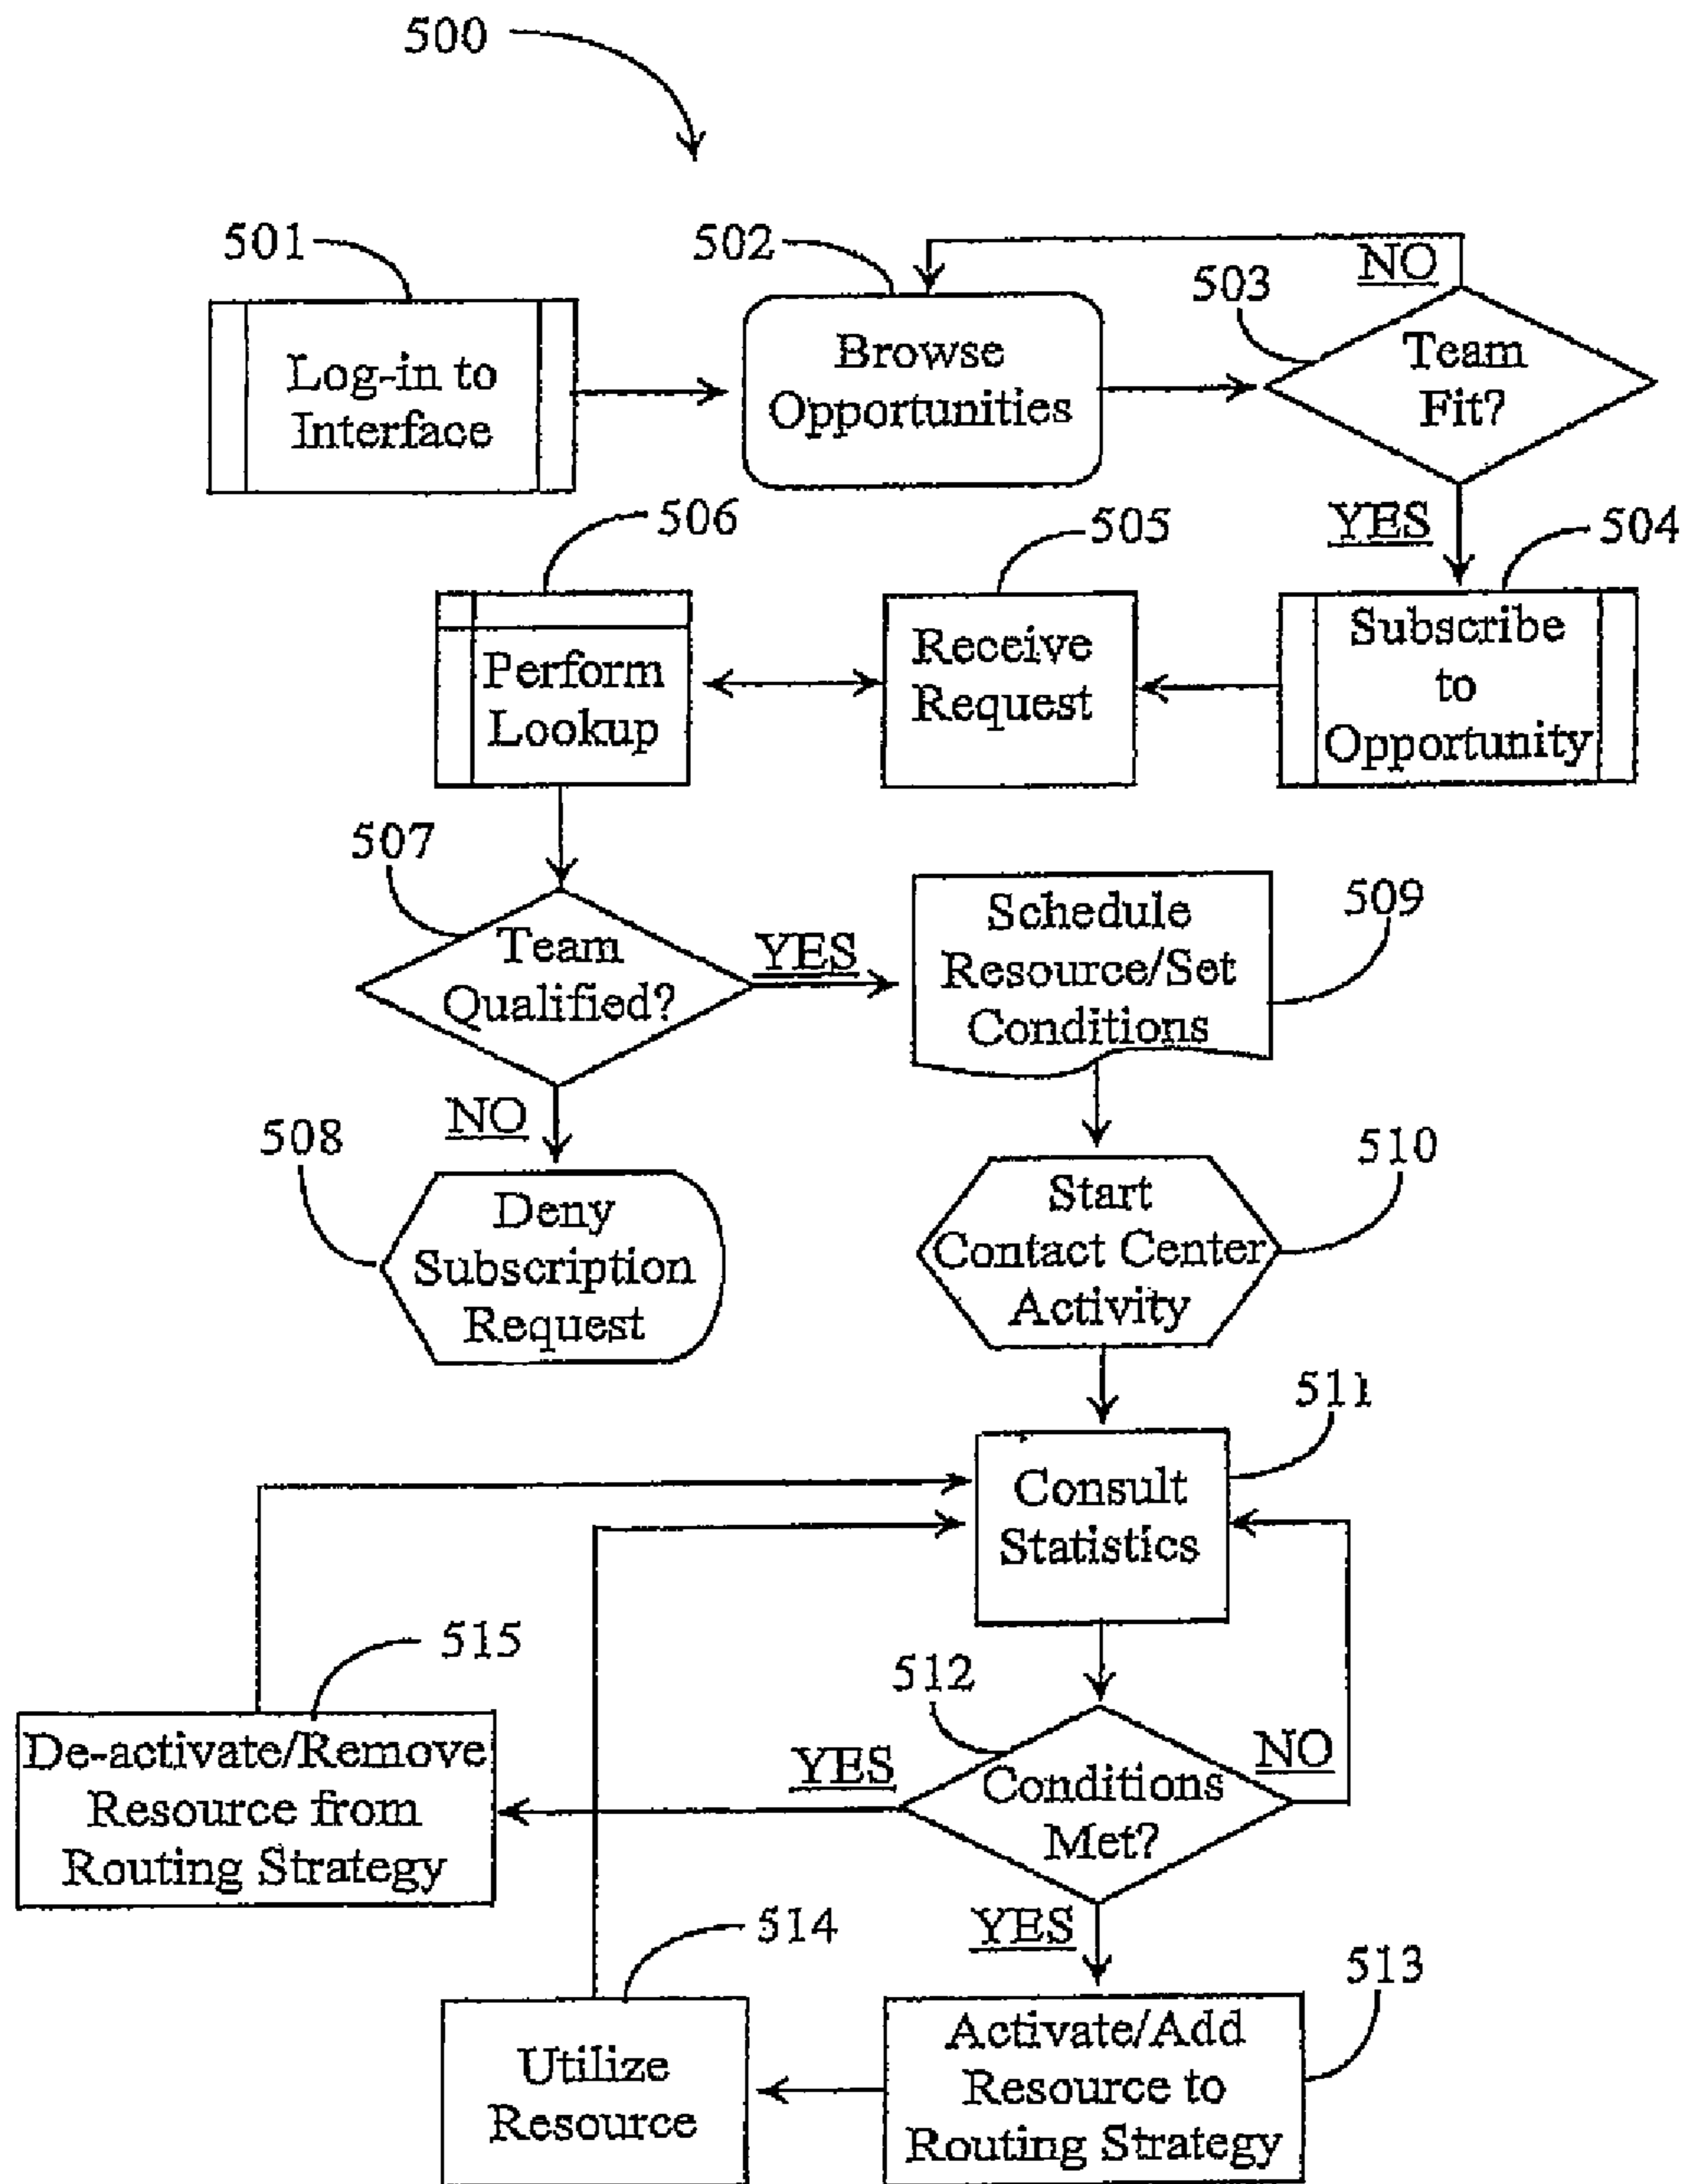 500
501
502
NO
503
Log-in to
Interface
Browse
Opportunities
Team
Fit?
YES
506
505
504
Perform
Lookup
Receive
Request
Subscribe
to
Opportunity
507
Team
Qualified?
YES
Schedule
Resource/Set
Conditions
509
NO
508
Deny
Subscription
Request
Start
Contact Center
Activity
510
511
Consult
Statistics
515
512
De-activate/Remove
Resource from
Routing Strategy
YES
Conditions
Met?
NO
YES
514
513
Utilize
Resource
Activate/Add
Resource to
Routing Strategy